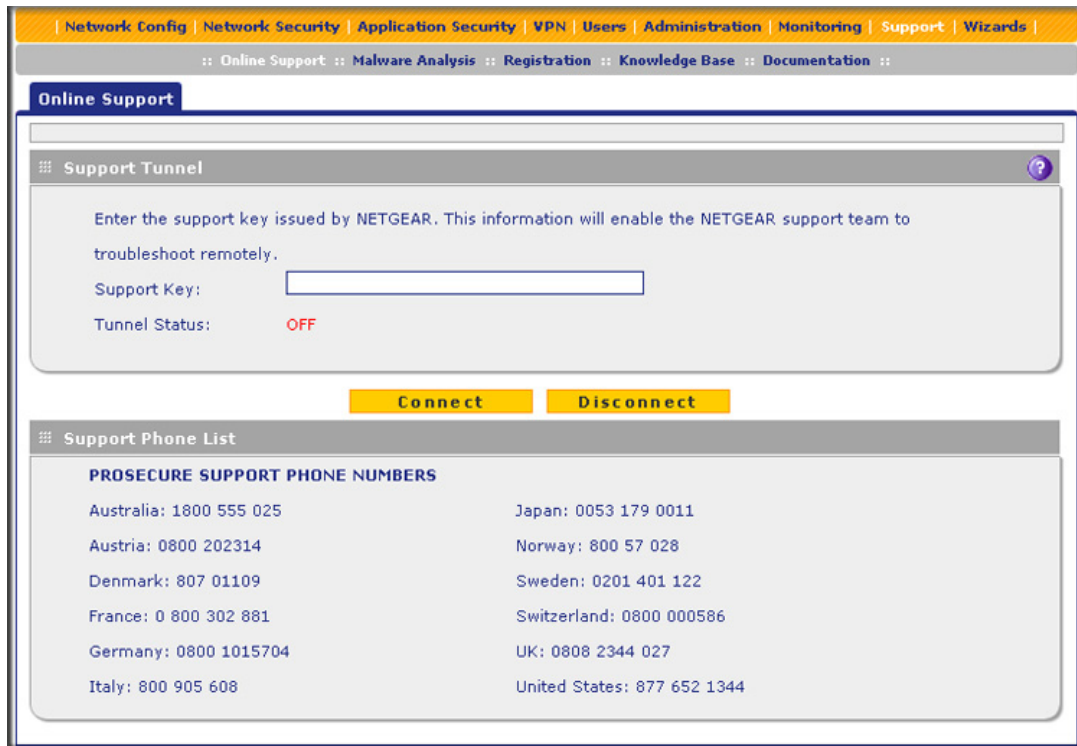 | Network Config | Network Security | Application Security | VPN | Users | Administration | Monitoring | Support | Wizards |
:: Online Support :: Malware Analysis :: Registration :: Knowledge Base :: Documentation ::
Online Support
Support Tunnel
?
Enter the support key issued by NETGEAR. This information will enable the NETGEAR support team to
troubleshoot remotely.
Support Key:
Tunnel Status: OFF
Connect Disconnect
Support Phone List
PROSECURE SUPPORT PHONE NUMBERS
Australia: 1800 555 025 Japan: 0053 179 0011
Austria: 0800 202314 Norway: 800 57 028
Denmark: 807 01109 Sweden: 0201 401 122
France: 0 800 302 881 Switzerland: 0800 000586
Germany: 0800 1015704 UK: 0808 2344 027
Italy: 800 905 608 United States: 877 652 1344